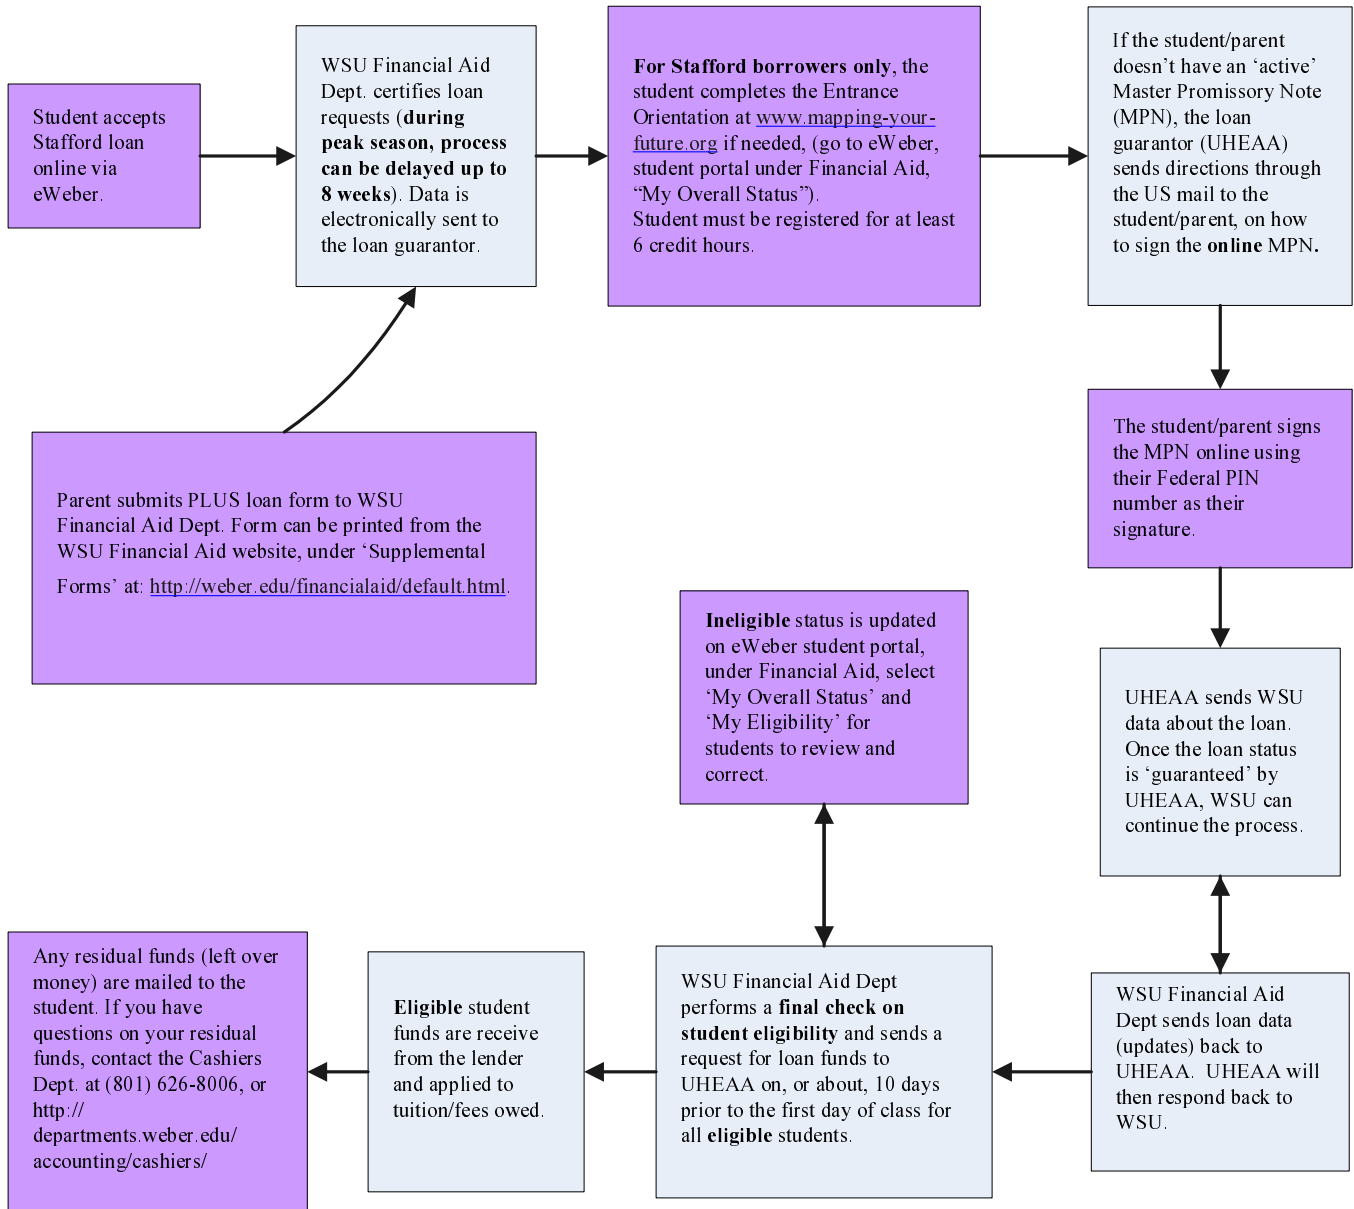 Student accepts
Stafford loan
online via
eWeber.
WSU Financial Aid
Dept. certifies loan
requests (during
peak season, process
can be delayed up to
8 weeks). Data is
electronically sent to
the loan guarantor.
For Stafford borrowers only, the
student completes the Entrance
Orientation at www.mapping-your-
future.org if needed, (go to eWeber,
student portal under Financial Aid,
“My Overall Status”).
Student must be registered for at least
6 credit hours.
If the student/parent
doesn’t have an ‘active’
Master Promissory Note
(MPN), the loan
guarantor (UHEAA)
sends directions through
the US mail to the
student/parent, on how
to sign the online MPN.
Parent submits PLUS loan form to WSU
Financial Aid Dept. Form can be printed from the
WSU Financial Aid website, under ‘Supplemental
Forms’ at: http://weber.edu/financialaid/default.html.
The student/parent signs
the MPN online using
their Federal PIN
number as their
signature.
Ineligible status is updated
on eWeber student portal,
under Financial Aid, select
‘My Overall Status’ and
‘My Eligibility’ for
students to review and
correct.
UHEAA sends WSU
data about the loan.
Once the loan status
is ‘guaranteed’ by
UHEAA, WSU can
continue the process.
Any residual funds (left over
money) are mailed to the
student. If you have
questions on your residual
funds, contact the Cashiers
Dept. at (801) 626-8006, or
http://
departments.weber.edu/
accounting/cashiers/
Eligible student
funds are receive
from the lender
and applied to
tuition/fees owed.
WSU Financial Aid Dept
performs a final check on
student eligibility and sends a
request for loan funds to
UHEAA on, or about, 10 days
prior to the first day of class for
all eligible students.
WSU Financial Aid
Dept sends loan data
(updates) back to
UHEAA.  UHEAA will
then respond back to
WSU.